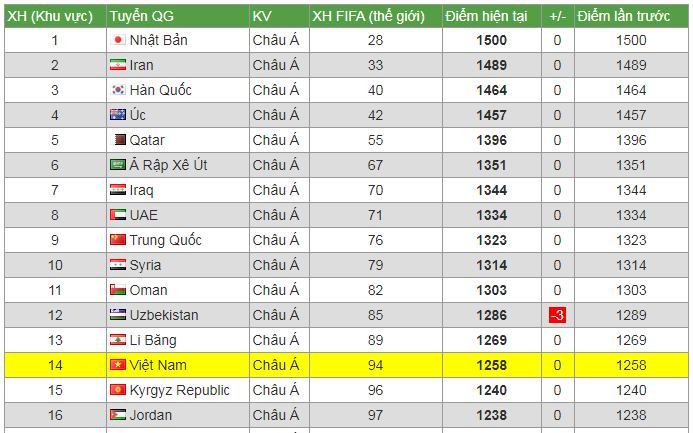 XH (Khu vực) Tuyển QG KV XH FIFA (thế giới) Điểm hiện tại +/- Điểm lần trước
1 Nhật Bản Châu Á 28 1500 0 1500
2 Iran Châu Á 33 1489 0 1489
3 Hàn Quốc Châu Á 40 1464 0 1464
4 Úc Châu Á 42 1457 0 1457
5 Qatar Châu Á 55 1396 0 1396
6 Ả Rập Xê Út Châu Á 67 1351 0 1351
7 Iraq Châu Á 70 1344 0 1344
8 UAE Châu Á 71 1334 0 1334
9 Trung Quốc Châu Á 76 1323 0 1323
10 Syria Châu Á 79 1314 0 1314
11 Oman Châu Á 82 1303 0 1303
12 Uzbekistan Châu Á 85 1286 -3 1289
13 Li Băng Châu Á 89 1269 0 1269
14 Việt Nam Châu Á 94 1258 0 1258
15 Kyrgyz Republic Châu Á 96 1240 0 1240
16 Jordan Châu Á 97 1238 0 1238